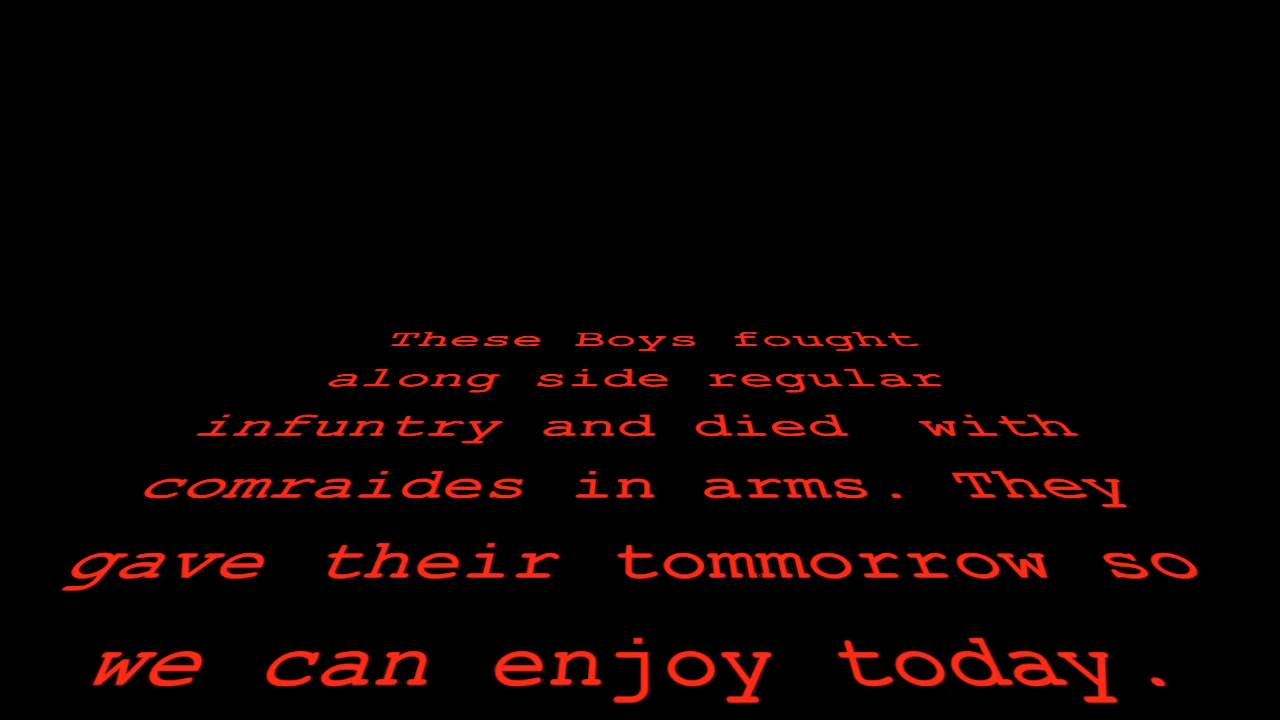 These Boys fought
along side regular
infuntry and died  with
comraides in arms. They
gave their tommorrow so
we can enjoy today.